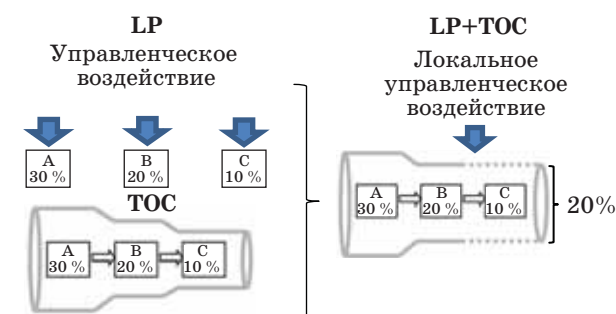 LP
Управленческое
воздействие
A
30 %
B
20 %
C
10 %
TOC
A
30 %
B
20 %
C
10 %
LP+TOC
Локальное
управленческое
воздействие
A
30 %
B
20 %
C
10 %
20%